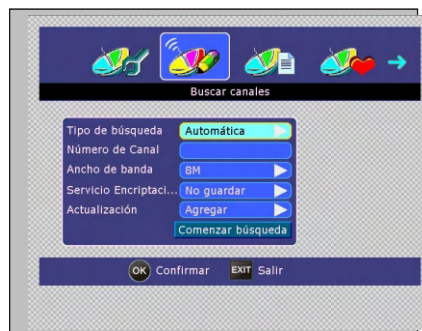 Buscar canales
Tipo de búsqueda Automática
Número de Canal
Ancho de banda 8M
Servicio Encriptaci... No guardar
Actualización Agregar
Comenzar búsqueda
OK Confirmar EXIT Salir